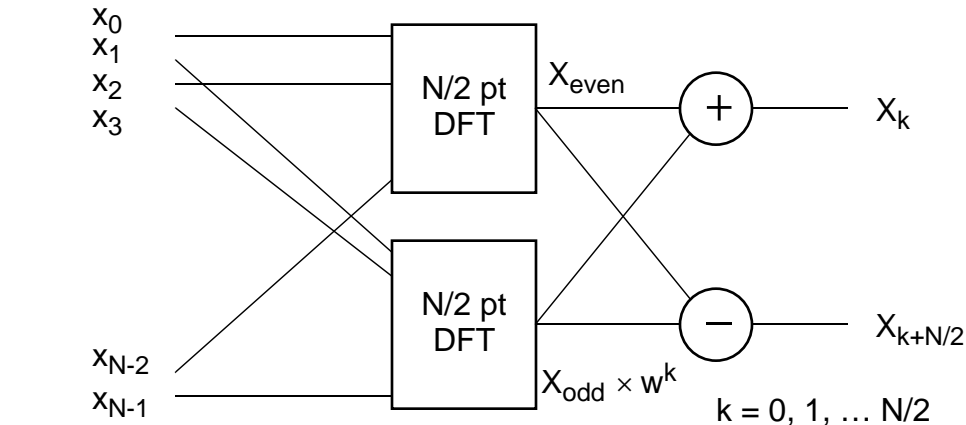 x0
x1
x2
x3
xN-2
xN-1
N/2 pt
DFT
N/2 pt
DFT
Xeven
Xodd × wk
+
−
Xk
Xk+N/2
k = 0, 1, … N/2